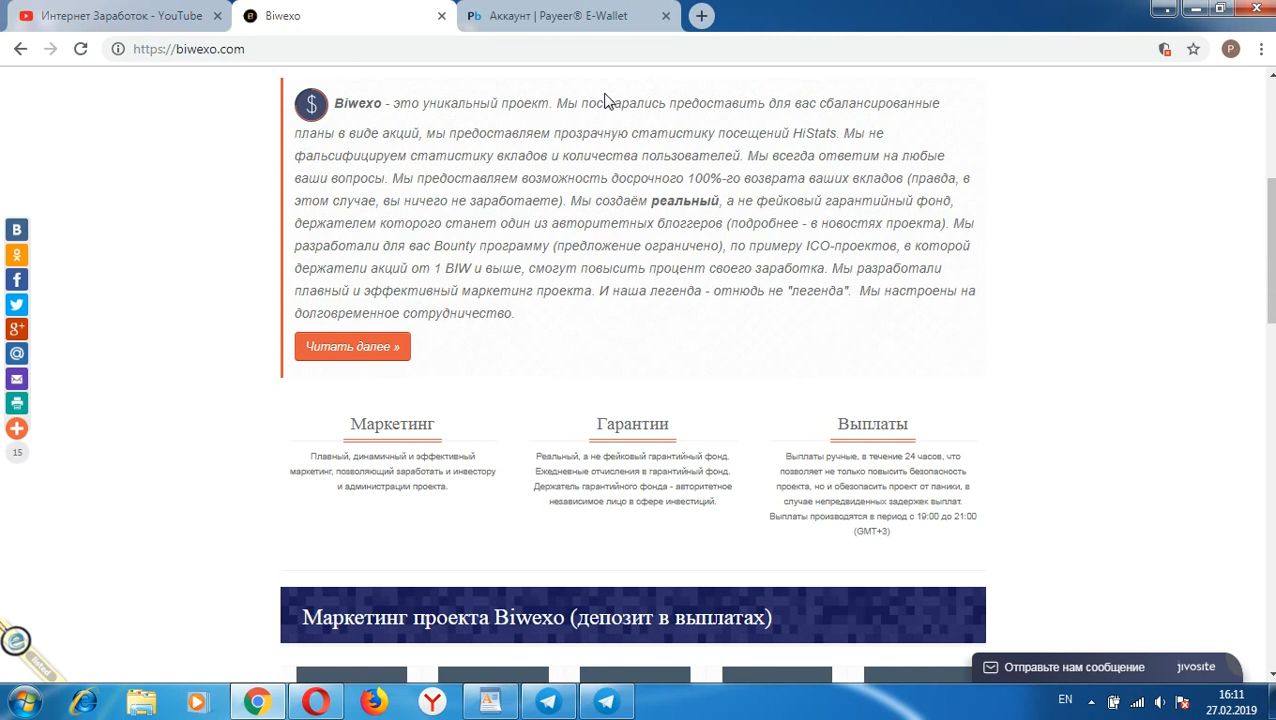 Интернет Заработок - YouTube
Biwexo
Аккаунт | Payeer® E-Wallet
https://biwexo.com
P
Biwexo - это уникальный проект. Мы постарались предоставить для вас сбалансированные
планы в виде акций, мы предоставляем прозрачную статистику посещений HiStats. Мы не
фальсифицируем статистику вкладов и количества пользователей. Мы всегда ответим на любые
ваши вопросы. Мы предоставляем возможность досрочного 100%-го возврата ваших вкладов (правда, в
этом случае, вы ничего не заработаете). Мы создаём реальный, а не фейковый гарантийный фонд,
держателем которого станет один из авторитетных блоггеров (подробнее - в новостях проекта). Мы
разработали для вас Bounty программу (предложение ограничено), по примеру ICO-проектов, в которой
держатели акций от 1 BIW и выше, смогут повысить процент своего заработка. Мы разработали
плавный и эффективный маркетинг проекта. И наша легенда - отнюдь не "легенда". Мы настроены на
долговременное сотрудничество.
Читать далее »
15
Маркетинг
Плавный, динамичный и эффективный
маркетинг, позволяющий заработать и инвестору
и администрации проекта.
Гарантии
Реальный, а не фейковый гарантийный фонд.
Ежедневные отчисления в гарантийный фонд.
Держатель гарантийного фонда - авторитетное
независимое лицо в сфере инвестиций.
Выплаты
Выплаты ручные, в течение 24 часов, что
позволяет не только повысить безопасность
проекта, но и обезопасить проект от паники, в
случае непредвиденных задержек выплат.
Выплаты производятся в период с 19:00 до 21:00
(GMT+3)
Маркетинг проекта Biwexo (депозит в выплатах)
Отправьте нам сообщение
jivosite
EN
16:11
27.02.2019